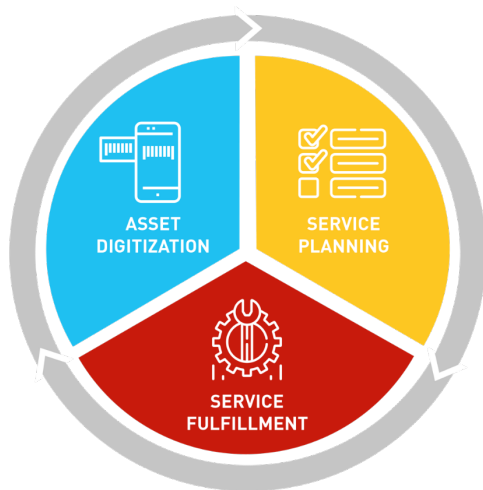 ASSET
DIGITIZATION
SERVICE
PLANNING
SERVICE
FULFILLMENT